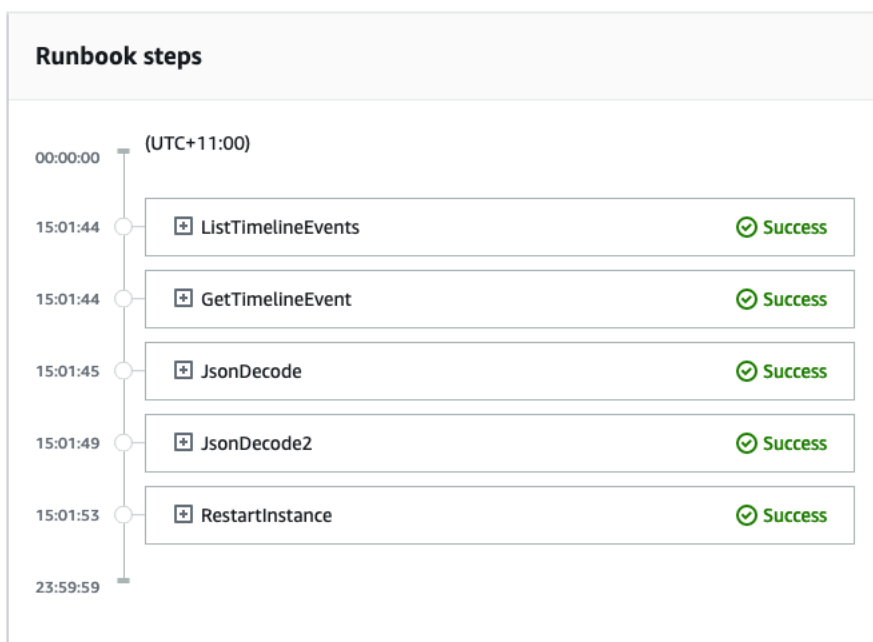 Runbook steps
(UTC+11:00)
00:00:00
15:01:44 ListTimelineEvents Success
15:01:44 GetTimelineEvent Success
15:01:45 JsonDecode Success
15:01:49 JsonDecode2 Success
15:01:53 RestartInstance Success
23:59:59